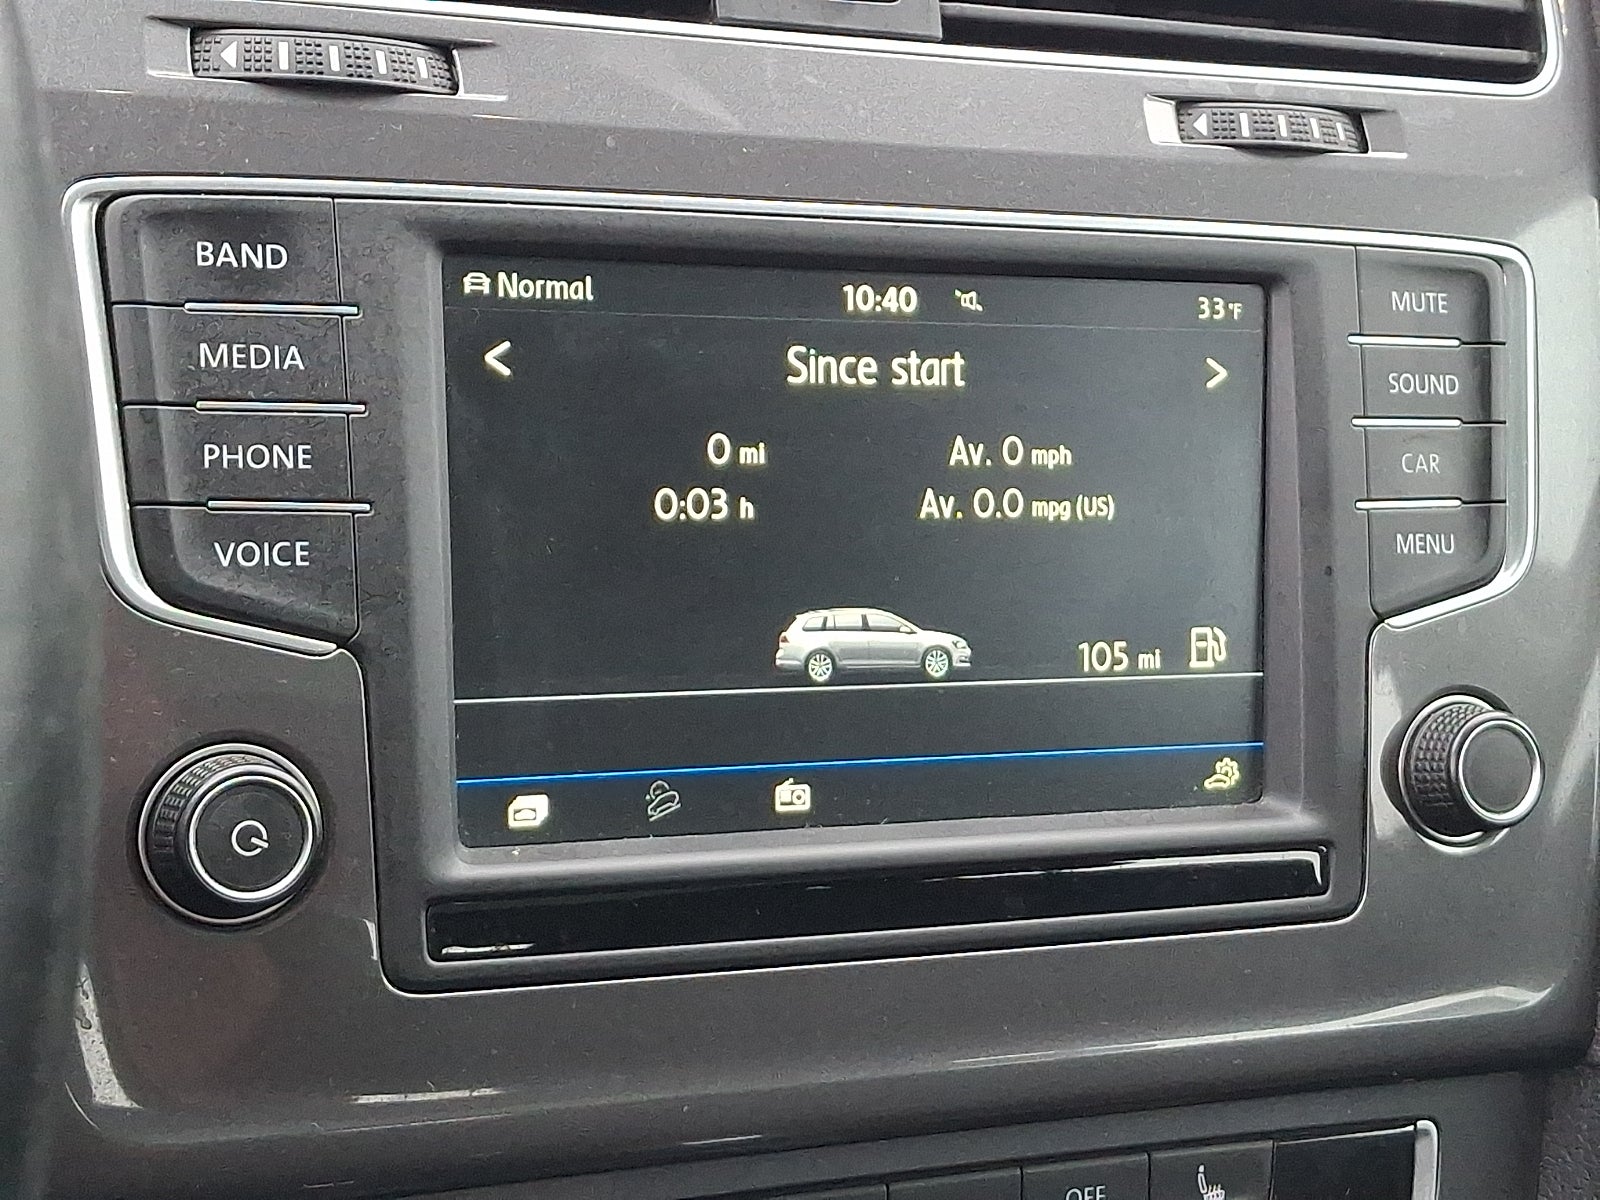 BAND
MEDIA
PHONE
VOICE
Normal 10:40 33°F
< Since start >
0 mi Av. 0 mph
0:03 h Av. 0.0 mpg (US)
105 mi
MUTE
SOUND
CAR
MENU
OFF